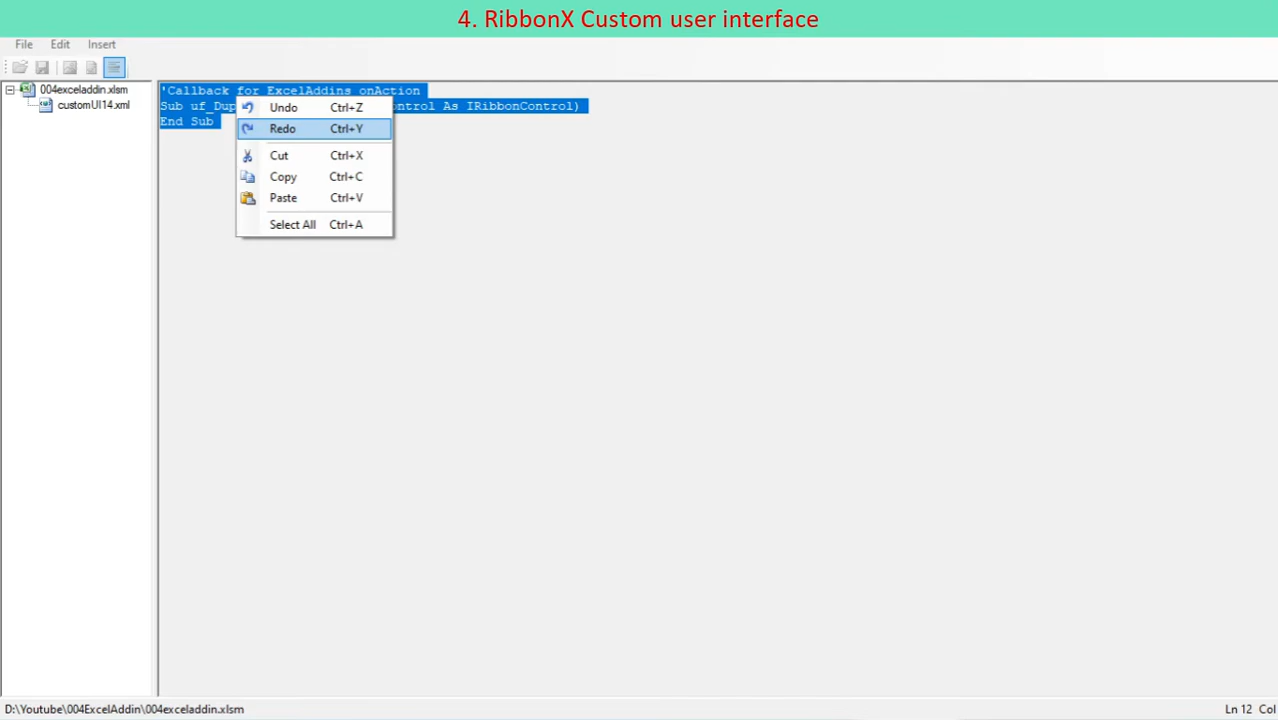 4. RibbonX Custom user interface
File Edit Insert
004exceladdin.xlsm
customUI14.xml
'Callback for ExcelAddins onAction
Sub uf_Dup ontrol As IRibbonControl)
End Sub
Undo Ctrl+Z
Redo Ctrl+Y
Cut Ctrl+X
Copy Ctrl+C
Paste Ctrl+V
Select All Ctrl+A
D:\Youtube\004ExcelAddin\004exceladdin.xlsm
Ln 12 Col